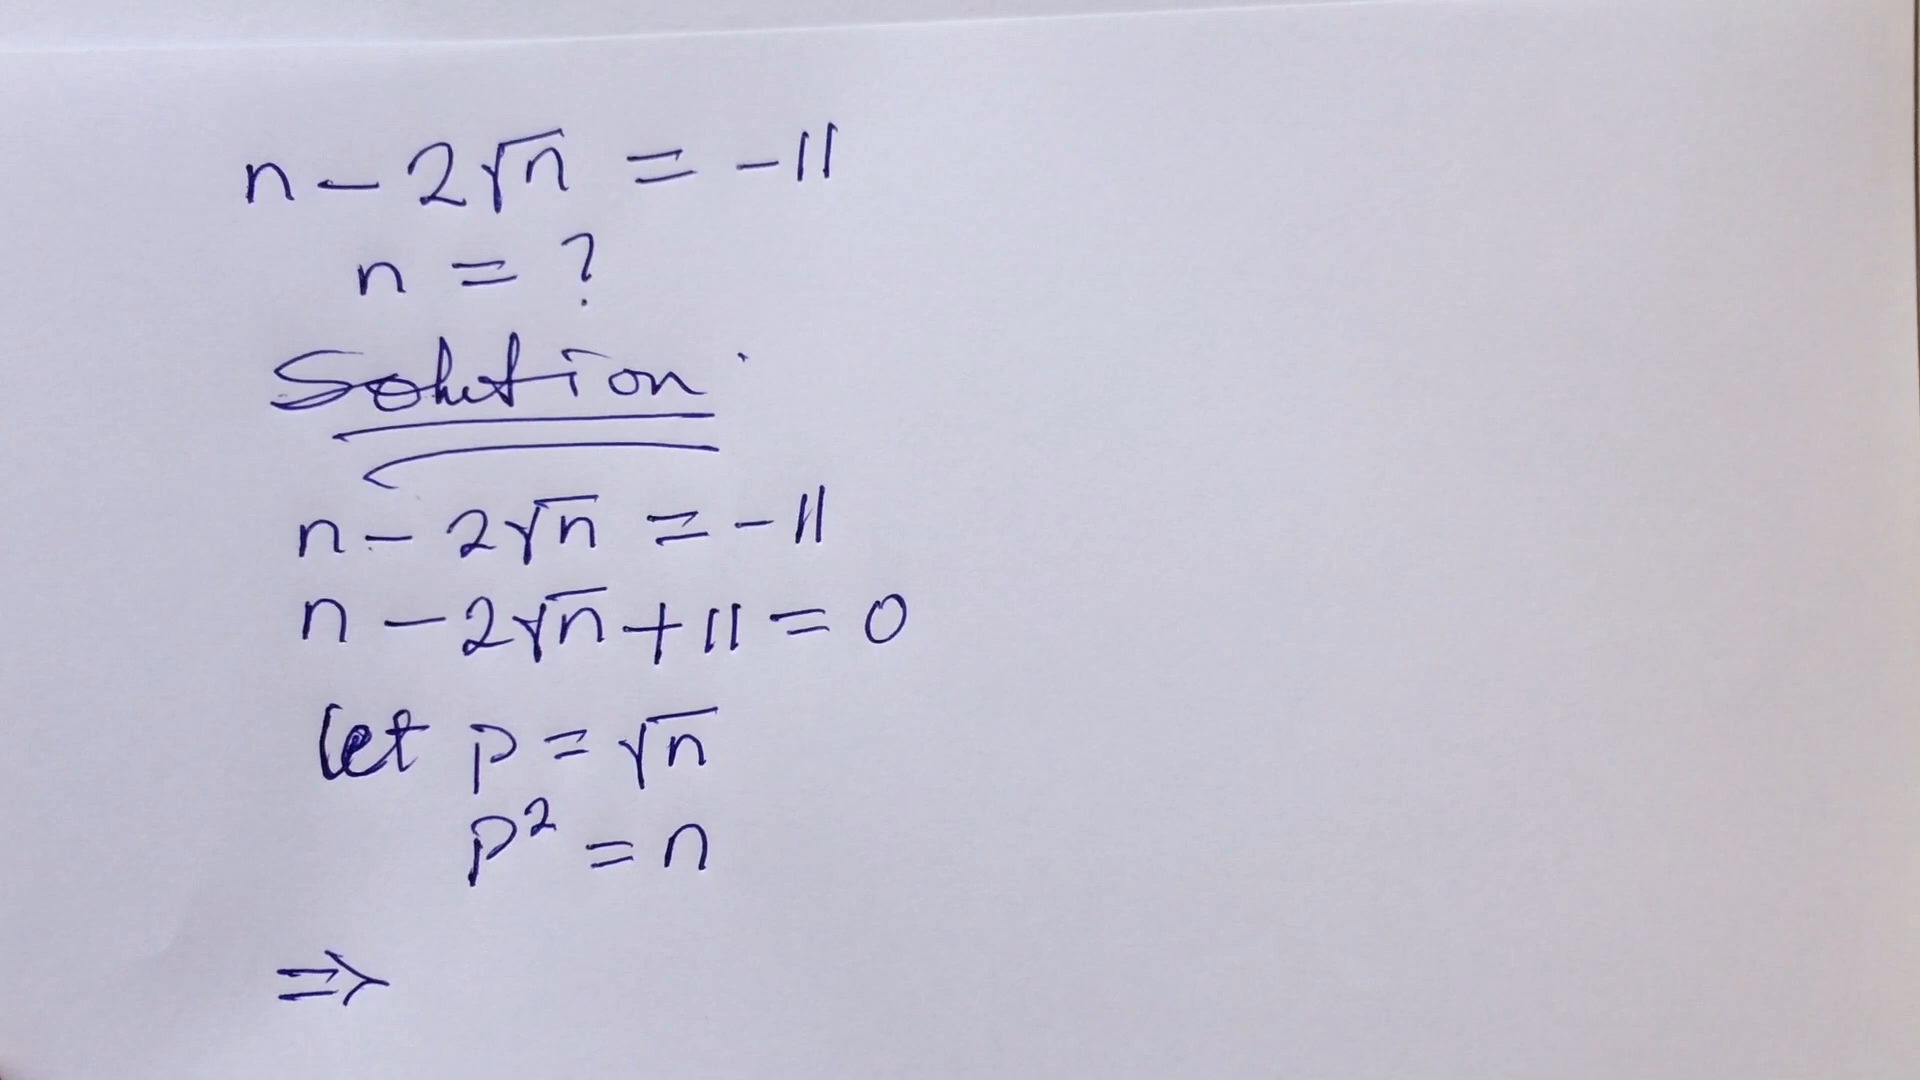 n - 2√n = -11
n = ?
Solution
n - 2√n = -11
n - 2√n + 11 = 0
let p = √n
p² = n
⇒